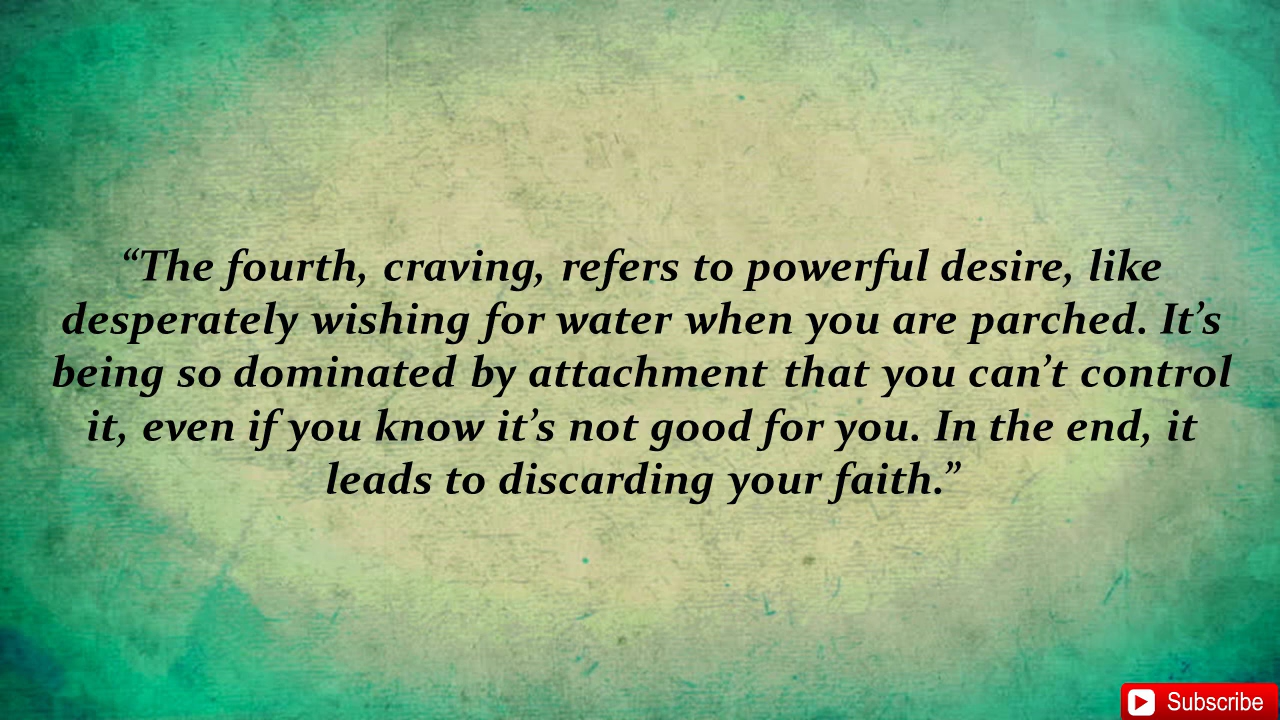 “The fourth, craving, refers to powerful desire, like
desperately wishing for water when you are parched. It’s
being so dominated by attachment that you can’t control
it, even if you know it’s not good for you. In the end, it
leads to discarding your faith.”
Subscribe